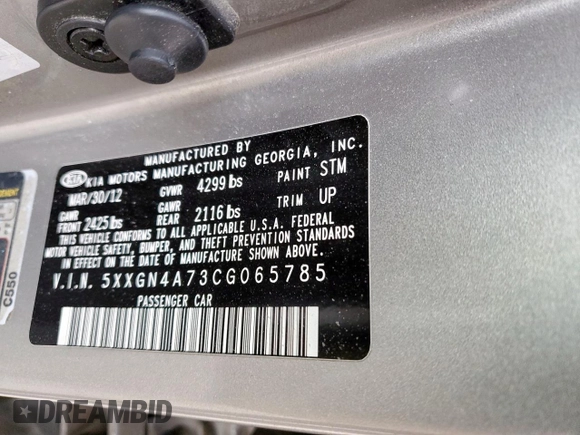 MANUFACTURED BY
KIA KIA MOTORS MANUFACTURING GEORGIA, INC.
MAR/30/12 GVWR 4299 lbs PAINT STM
GAWR FRONT 2425 lbs GAWR REAR 2116 lbs TRIM UP
THIS VEHICLE CONFORMS TO ALL APPLICABLE U.S.A. FEDERAL
MOTOR VEHICLE SAFETY, BUMPER, AND THEFT PREVENTION STANDARDS
IN EFFECT ON THE DATE OF MANUFACTURE SHOWN ABOVE.
V.I.N. 5XXGN4A73CG065785
PASSENGER CAR
C550
DREAMBID